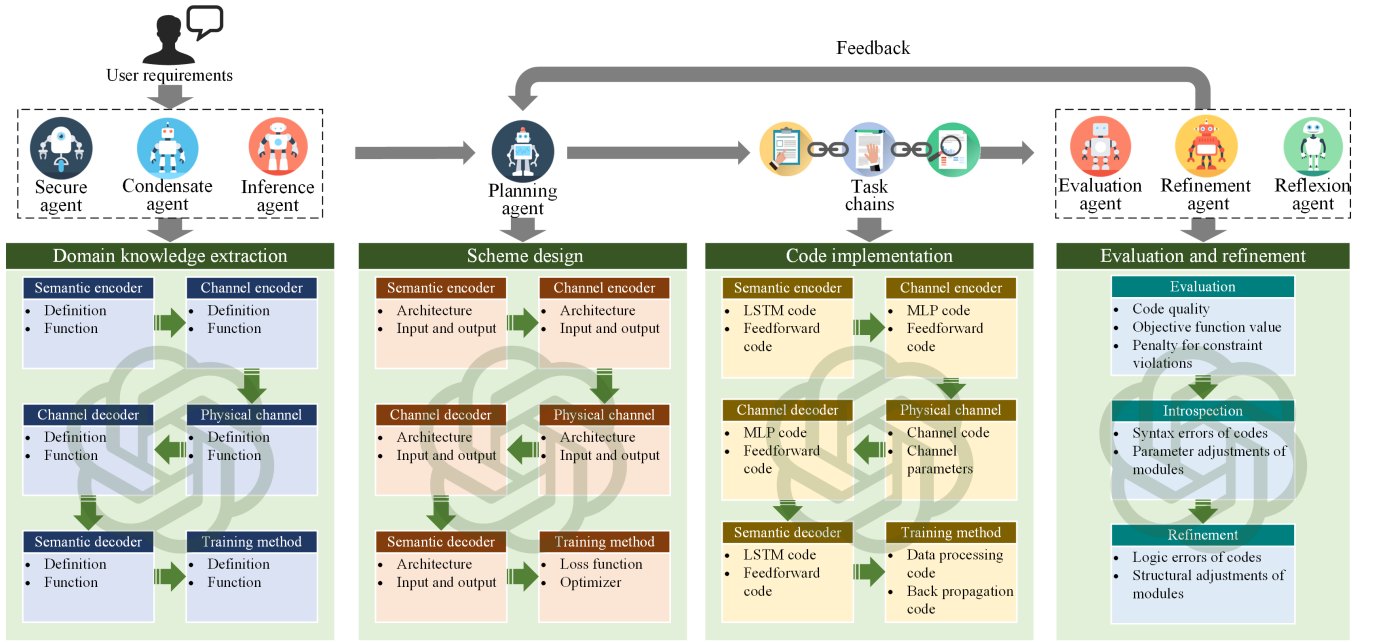 Feedback
User requirements
Secure
agent
Condensate
agent
Inference
agent
Planning
agent
Task
chains
Evaluation
agent
Refinement
agent
Reflexion
agent
Domain knowledge extraction
Semantic encoder
• Definition
• Function
Channel encoder
• Definition
• Function
Channel decoder
• Definition
• Function
Physical channel
• Definition
• Function
Semantic decoder
• Definition
• Function
Training method
• Definition
• Function
Scheme design
Semantic encoder
• Architecture
• Input and output
Channel encoder
• Architecture
• Input and output
Channel decoder
• Architecture
• Input and output
Physical channel
• Architecture
• Input and output
Semantic decoder
• Architecture
• Input and output
Training method
• Loss function
• Optimizer
Code implementation
Semantic encoder
• LSTM code
• Feedforward
code
Channel encoder
• MLP code
• Feedforward
code
Channel decoder
• MLP code
• Feedforward
code
Physical channel
• Channel code
• Channel
parameters
Semantic decoder
• LSTM code
• Feedforward
code
Training method
• Data processing
code
• Back propagation
code
Evaluation and refinement
Evaluation
• Code quality
• Objective function value
• Penalty for constraint
violations
Introspection
• Syntax errors of codes
• Parameter adjustments of
modules
Refinement
• Logic errors of codes
• Structural adjustments of
modules